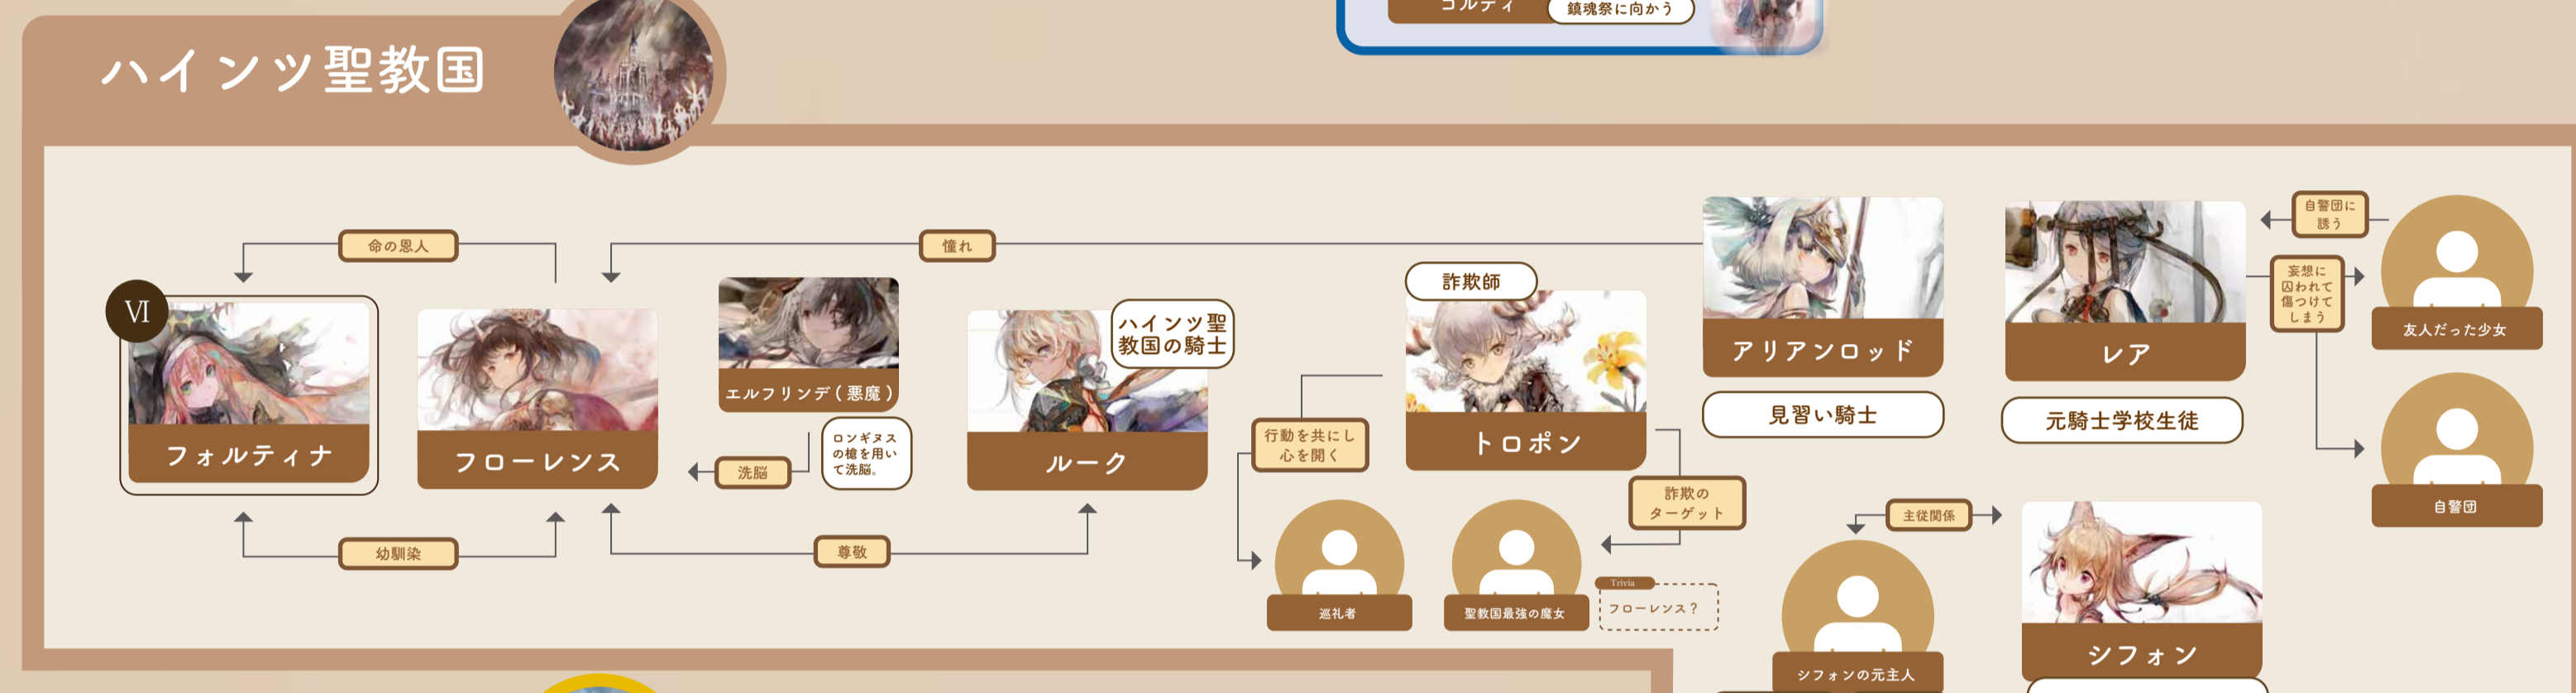 コルディ
鎮魂祭に向かう
ハインツ聖教国
命の恩人
憧れ
VI
フォルティナ
フローレンス
エルフリンデ(悪魔)
ロンギヌス
の槍を用い
て洗脳。
洗脳
ハインツ聖
教国の騎士
ルーク
幼馴染
尊敬
詐欺師
トロポン
行動を共にし
心を開く
詐欺の
ターゲット
巡礼者
聖教国最強の魔女
Trivia
フローレンス？
アリアンロッド
見習い騎士
レア
元騎士学校生徒
自警団に
誘う
妄想に
囚われて
傷つけて
しまう
友人だった少女
自警団
主従関係
シフォンの元主人
シフォン